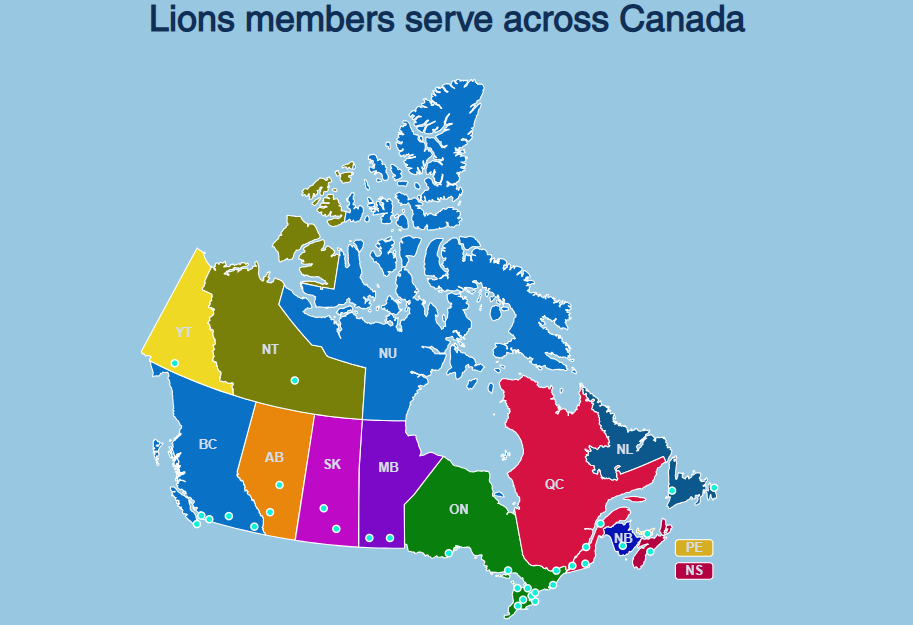 Lions members serve across Canada
YT
NT
NU
BC
AB
SK
MB
ON
QC
NL
NB
PE
NS